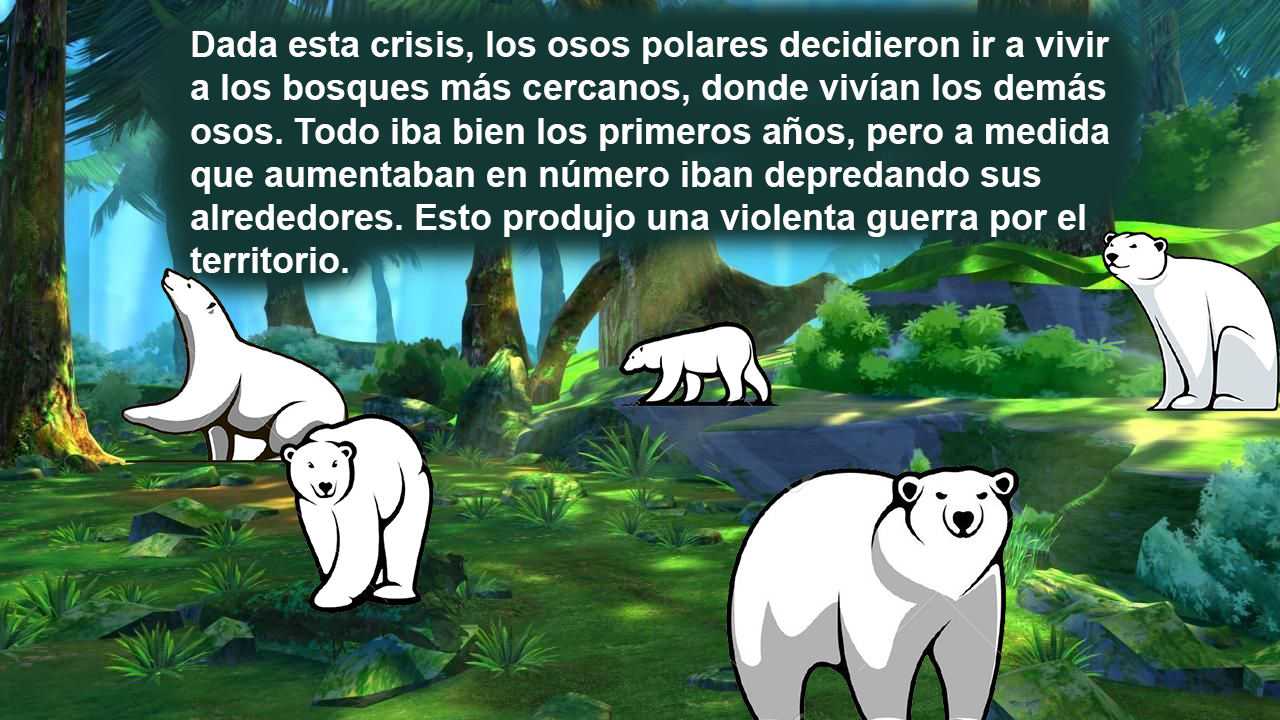 Dada esta crisis, los osos polares decidieron ir a vivir
a los bosques más cercanos, donde vivían los demás
osos. Todo iba bien los primeros años, pero a medida
que aumentaban en número iban depredando sus
alrededores. Esto produjo una violenta guerra por el
territorio.